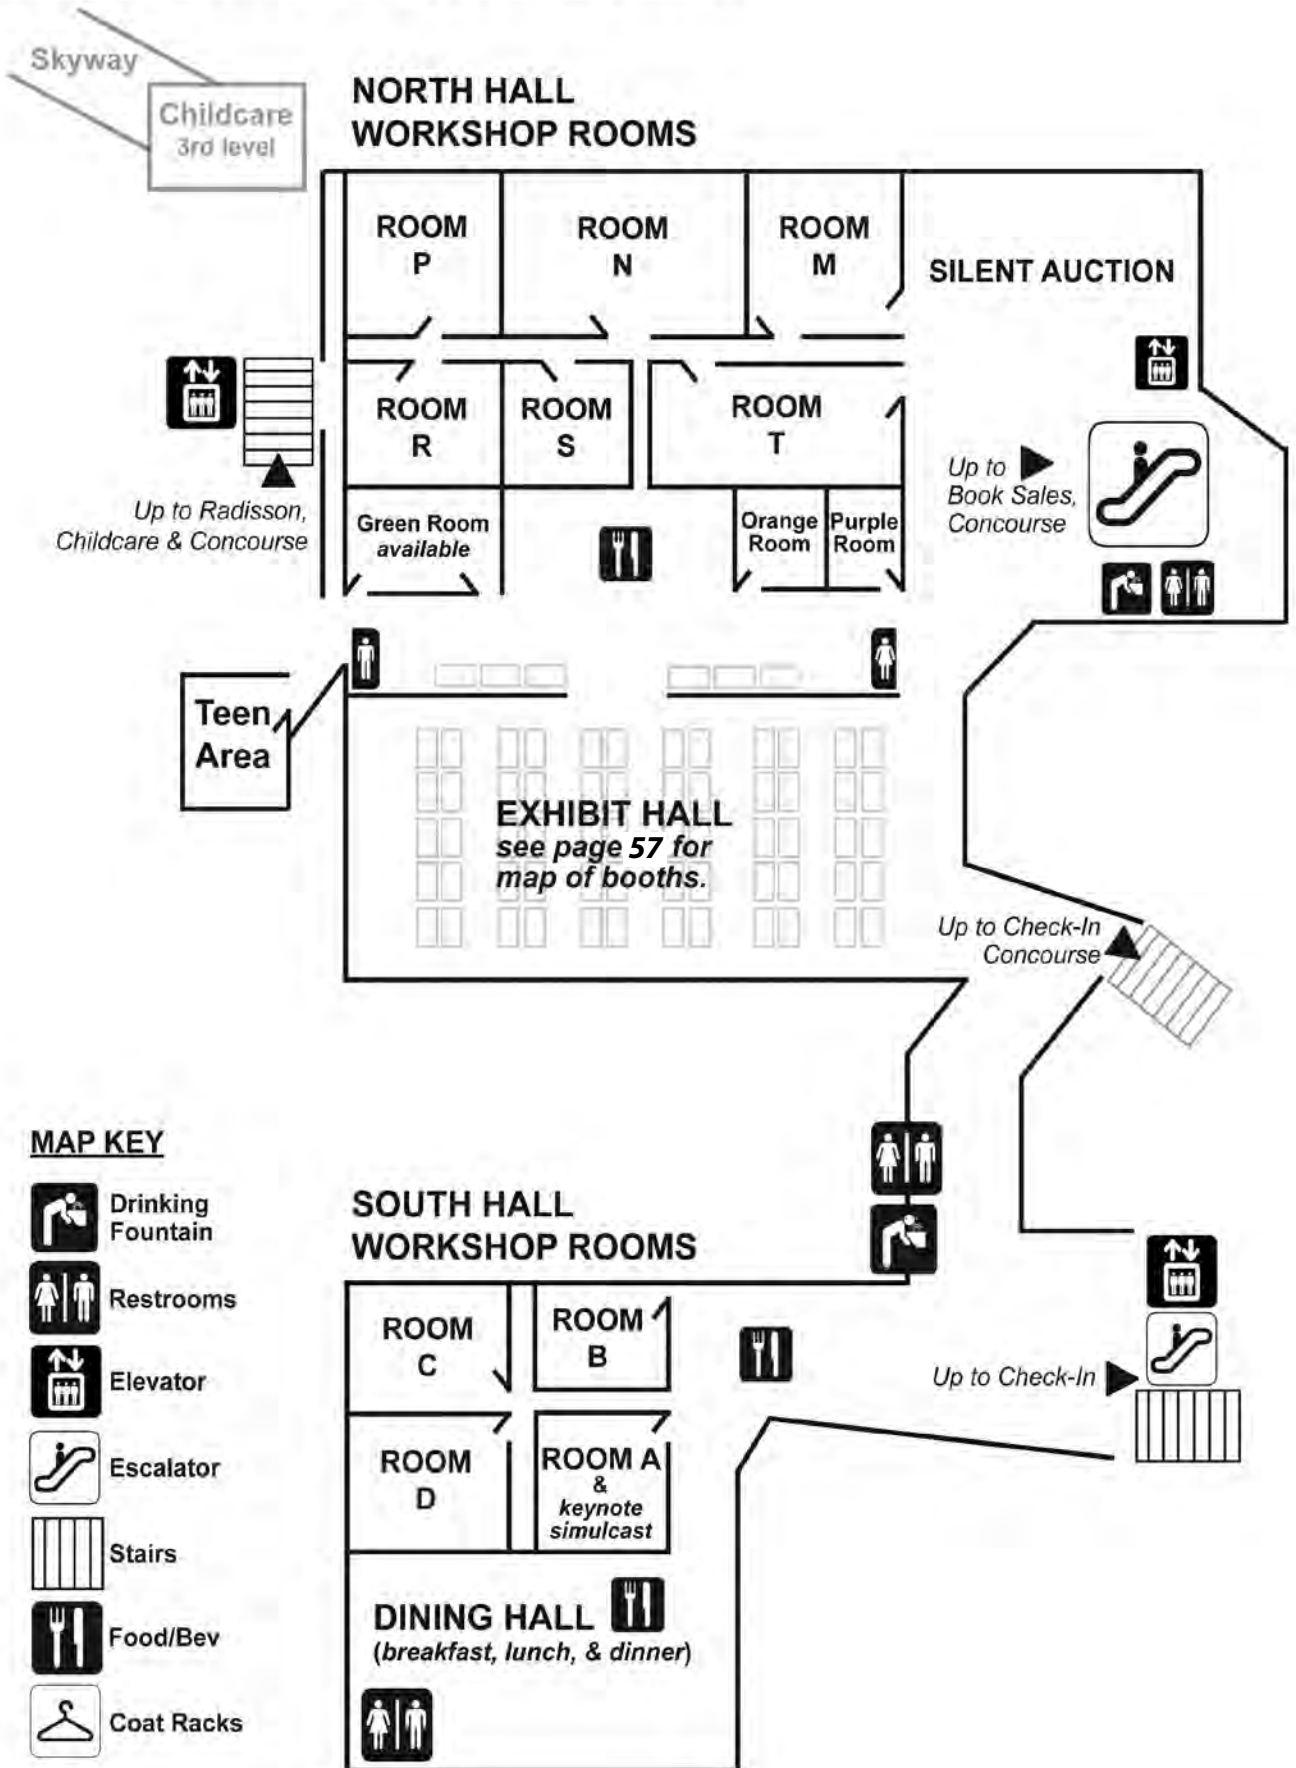 Skyway
Childcare
3rd level
NORTH HALL
WORKSHOP ROOMS
ROOM
P
ROOM
N
ROOM
M
SILENT AUCTION
ROOM
R
ROOM
S
ROOM
T
Up to
Book Sales,
Concourse
Up to Radisson,
Childcare & Concourse
Green Room
available
Orange
Room
Purple
Room
Teen
Area
EXHIBIT HALL
see page 57 for
map of booths.
Up to Check-In
Concourse
MAP KEY
Drinking
Fountain
Restrooms
Elevator
Escalator
Stairs
Food/Bev
Coat Racks
SOUTH HALL
WORKSHOP ROOMS
ROOM
C
ROOM
B
Up to Check-In
ROOM
D
ROOM A
&
keynote
simulcast
DINING HALL
(breakfast, lunch, & dinner)